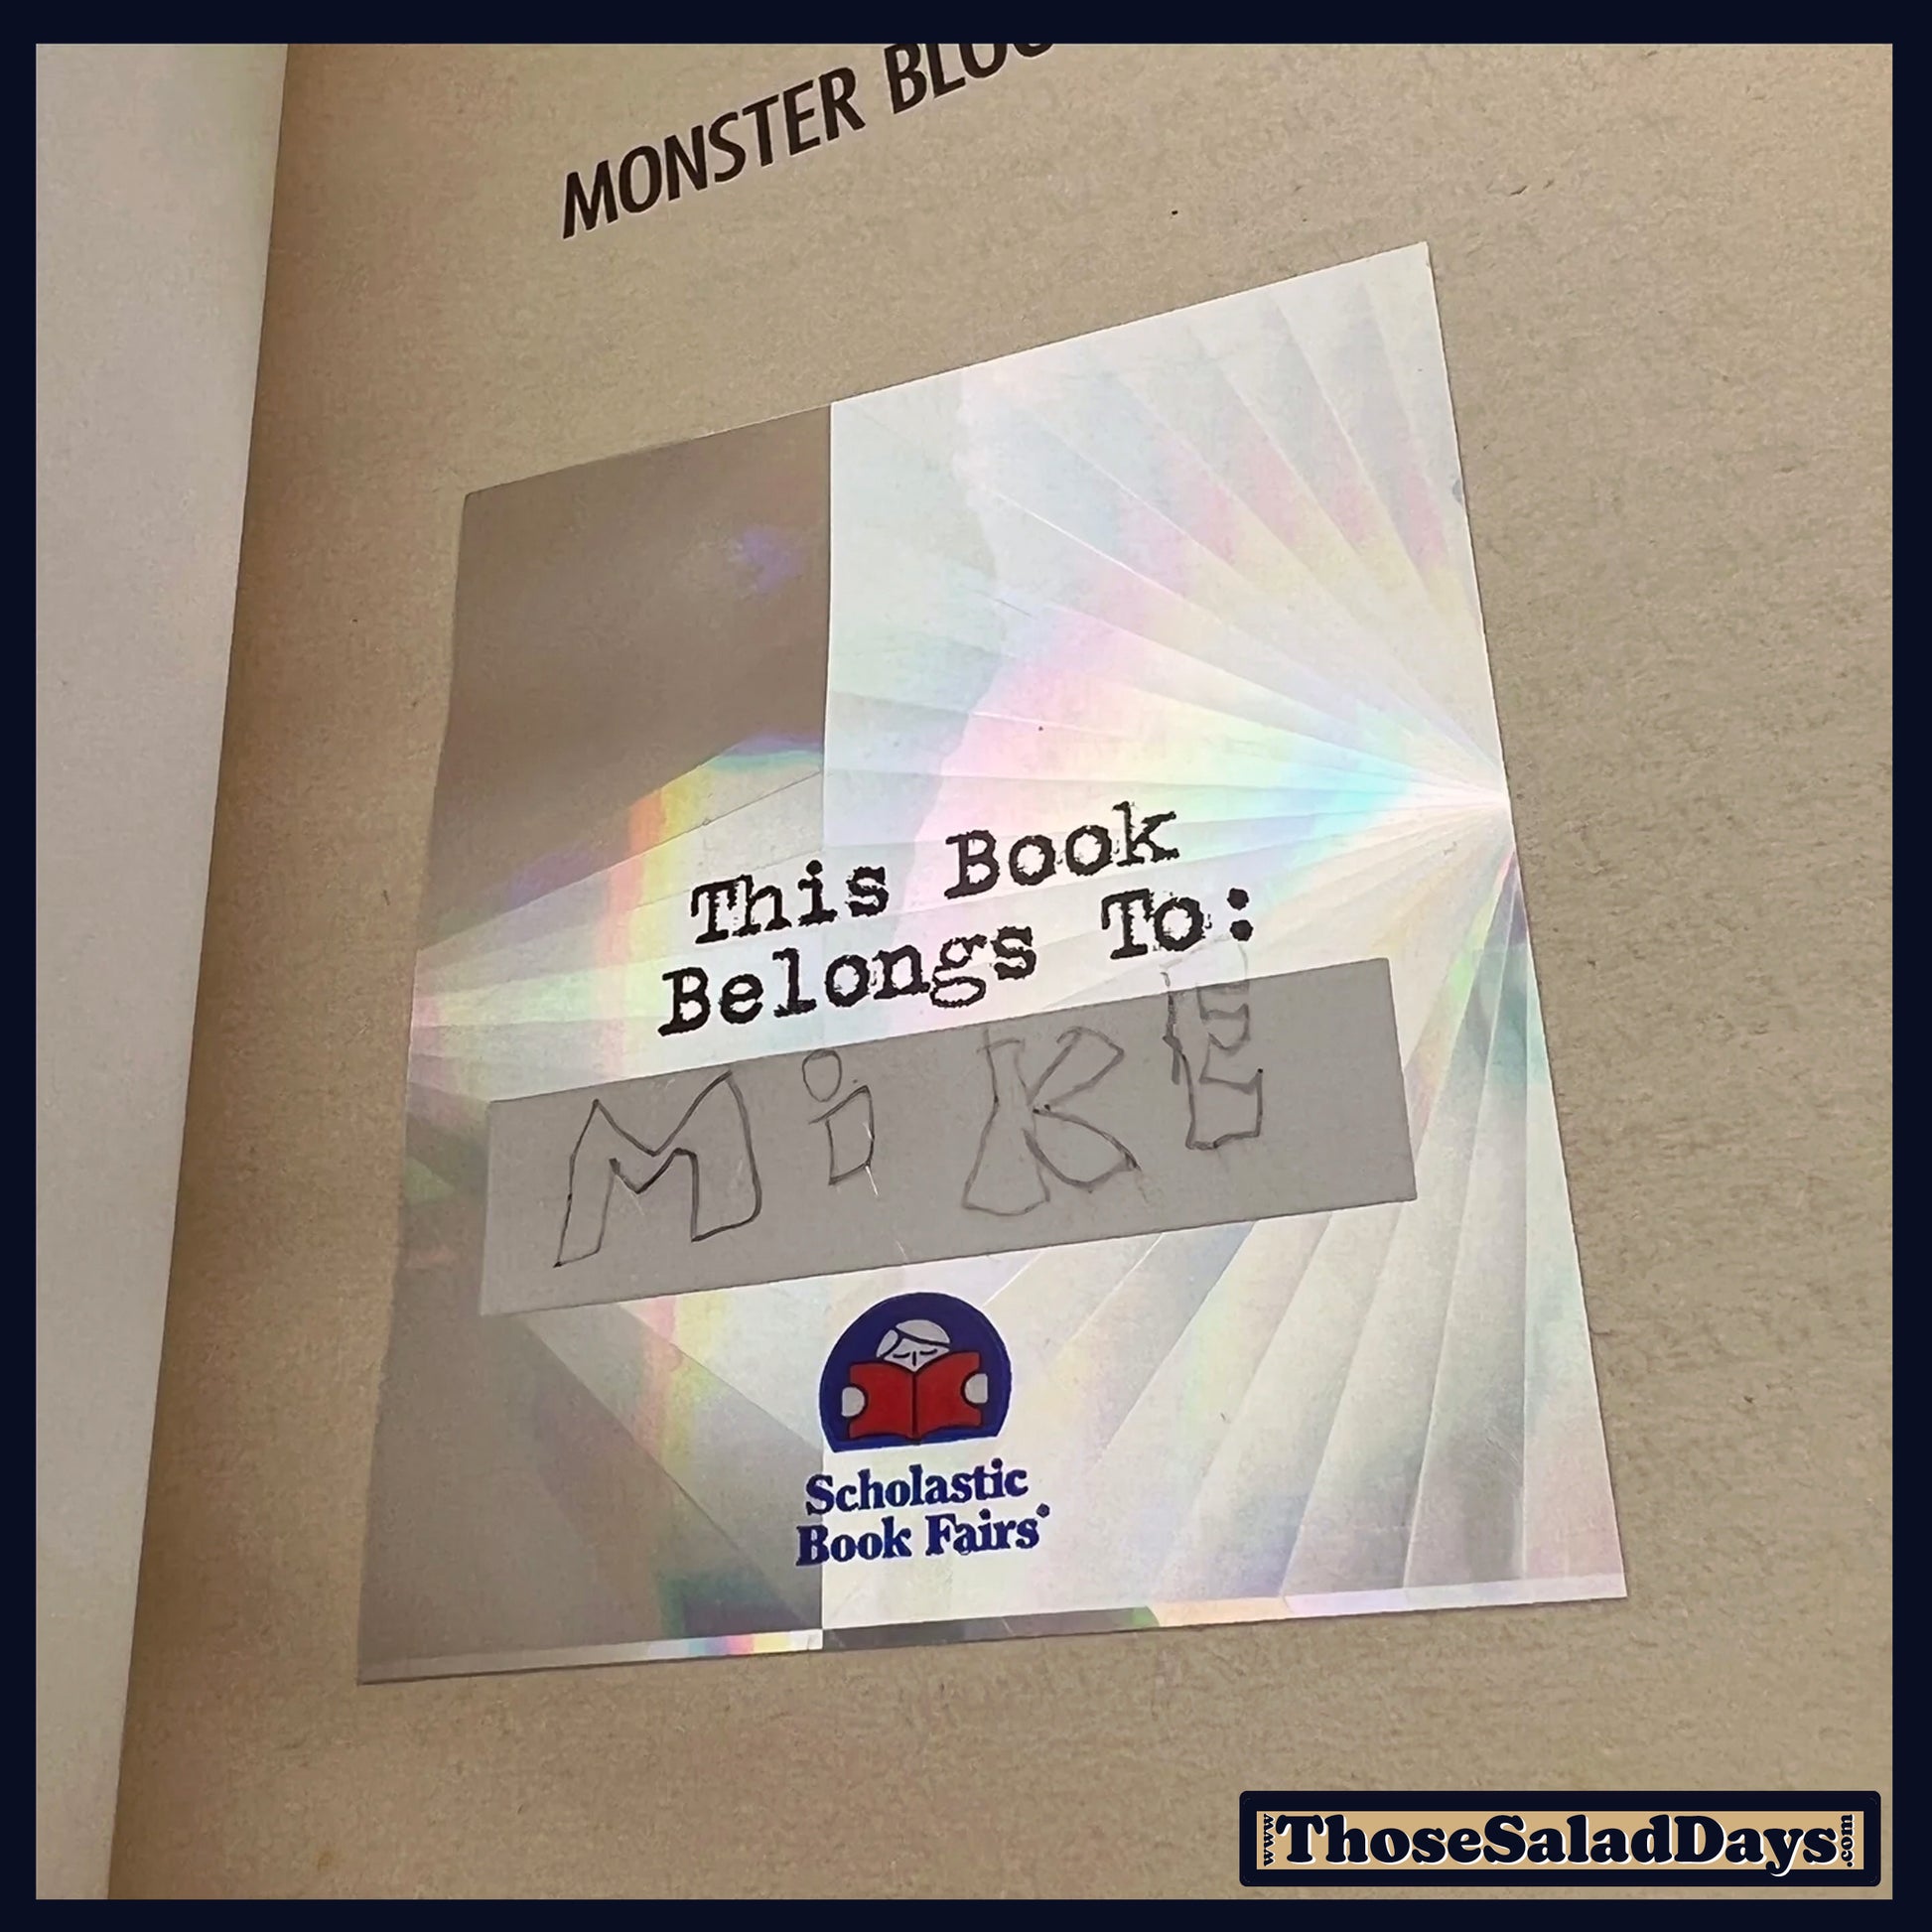 MONSTER
This Book
Belongs To:
MiKE
Scholastic
Book Fairs®
www.ThoseSaladDays.com